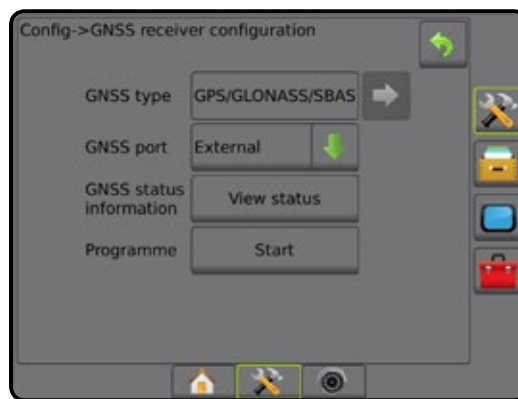 Config->GNSS receiver configuration
GNSS type GPS/GLONASS/SBAS
GNSS port External
GNSS status
information View status
Programme Start